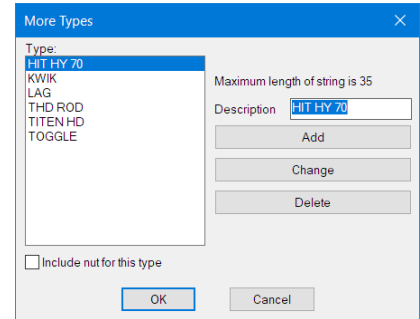 More Types
Type:
HIT HY 70
KWIK
LAG
THD ROD
TITEN HD
TOGGLE
Maximum length of string is 35
Description HIT HY 70
Add
Change
Delete
Include nut for this type
OK Cancel